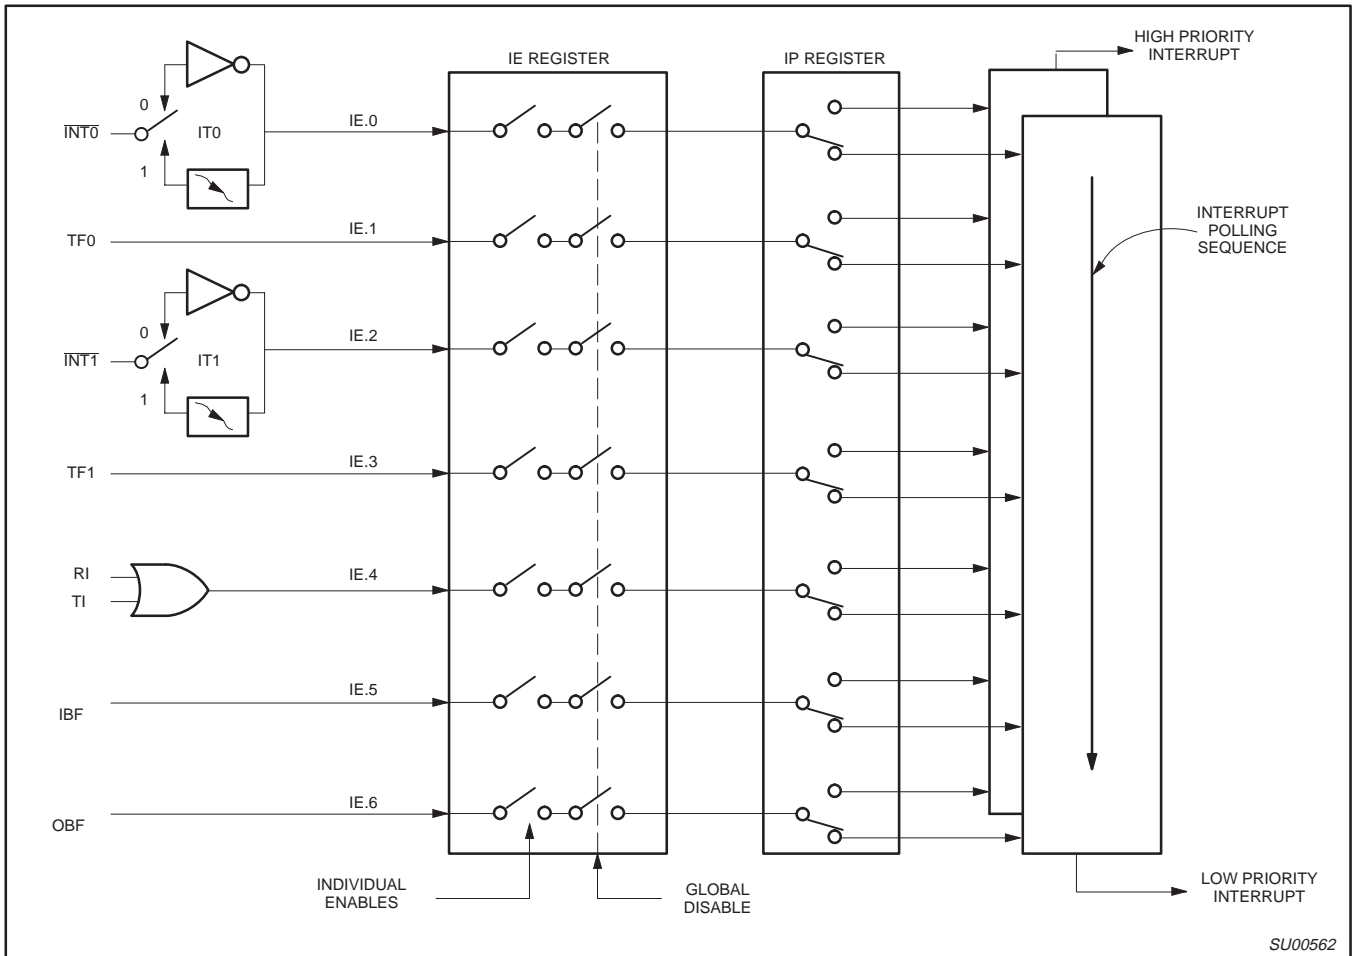 HIGH PRIORITY
INTERRUPT
IE REGISTER
IP REGISTER
0
INT0
IT0
IE.0
1
TF0
IE.1
INTERRUPT
POLLING
SEQUENCE
0
INT1
IT1
IE.2
1
TF1
IE.3
RI
TI
IE.4
IBF
IE.5
OBF
IE.6
INDIVIDUAL
ENABLES
GLOBAL
DISABLE
LOW PRIORITY
INTERRUPT
SU00562